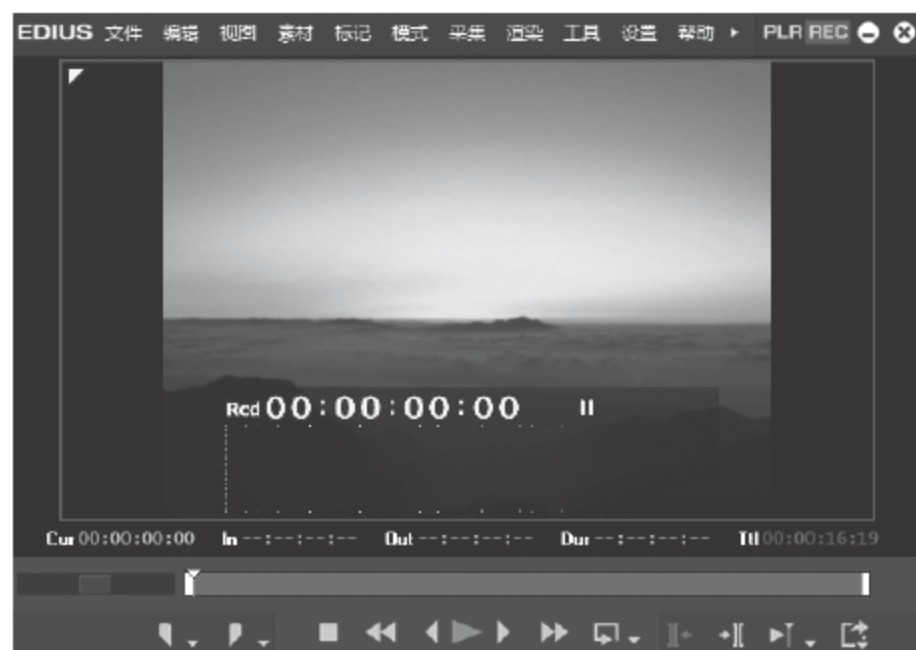 EDIUS 文件 编辑 视图 素材 标记 模式 采集 渲染 工具 设置 帮助 PLR REC
Rcd 00:00:00:00
Cur 00:00:00:00 In --:--:--:-- Out --:--:--:-- Dur --:--:--:-- Ttl 00:00:16:19